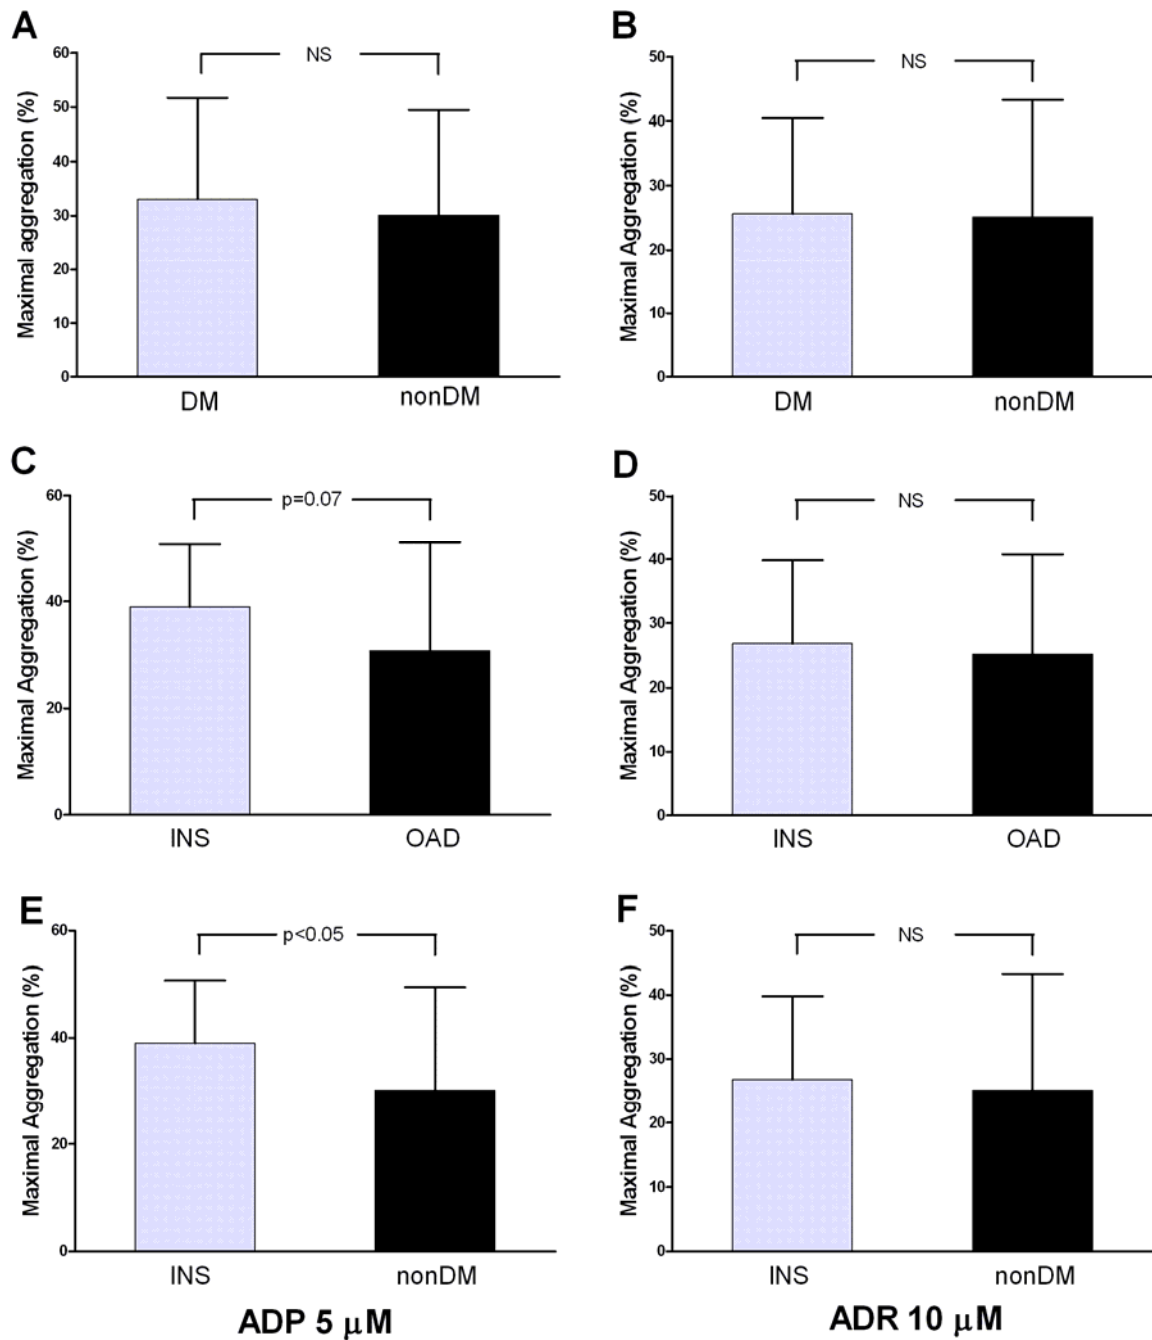 A
Maximal aggregation (%)
60
50
40
30
20
10
0
NS
DM
nonDM
B
Maximal Aggregation (%)
50
40
30
20
10
0
NS
DM
nonDM
C
Maximal Aggregation (%)
60
40
20
0
p=0.07
INS
OAD
D
Maximal Aggregation (%)
50
40
30
20
10
0
NS
INS
OAD
E
Maximal Aggregation (%)
60
40
20
0
p<0.05
INS
nonDM
ADP 5 μM
F
Maximal Aggregation (%)
50
40
30
20
10
0
NS
INS
nonDM
ADR 10 μM